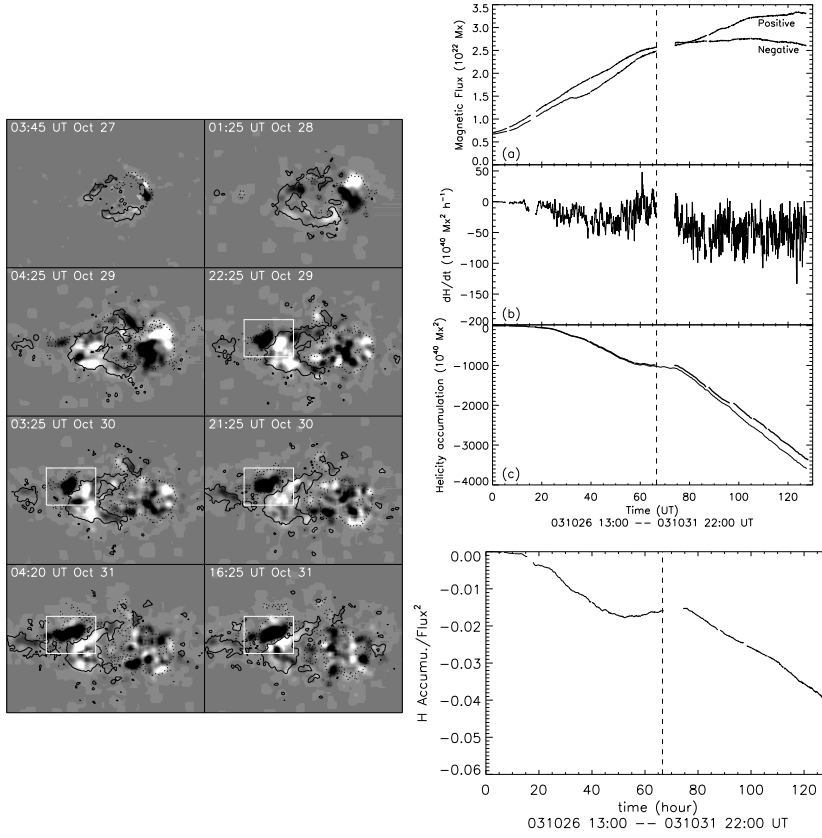 03:45 UT Oct 27
01:25 UT Oct 28
04:25 UT Oct 29
22:25 UT Oct 29
03:25 UT Oct 30
21:25 UT Oct 30
04:20 UT Oct 31
16:25 UT Oct 31
Magnetic Flux (10²² Mx)
3.5
3.0
2.5
2.0
1.5
1.0
0.5
0.0
Positive
Negative
(a)
dH/dt (10⁴⁰ Mx² h⁻¹)
50
0
−50
−100
−150
−200
(b)
Helicity accumulation (10⁴⁰ Mx²)
0
−1000
−2000
−3000
−4000
(c)
0 20 40 60 80 100 120
Time (UT)
031026 13:00 −− 031031 22:00 UT
H Accumu./Flux²
0.00
−0.01
−0.02
−0.03
−0.04
−0.05
−0.06
0 20 40 60 80 100 120
time (hour)
031026 13:00 −− 031031 22:00 UT